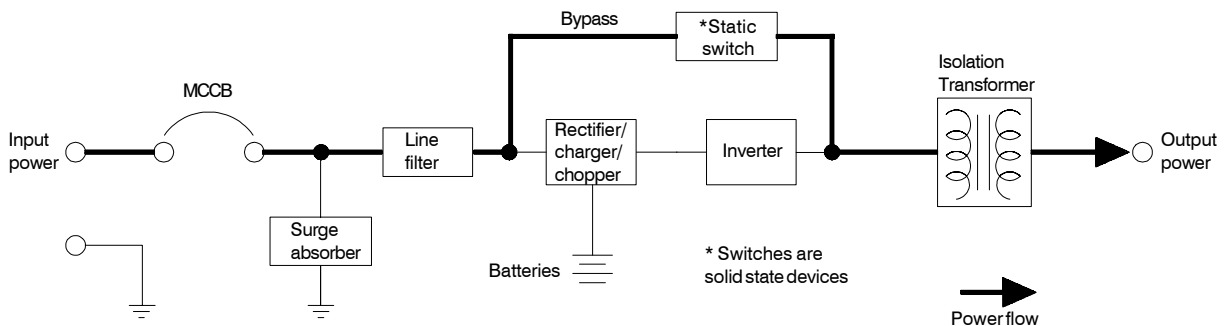 Bypass
*Static
switch
Isolation
Transformer
MCCB
Input
power
Line
filter
Rectifier/
charger/
chopper
Inverter
Output
power
Surge
absorber
Batteries
* Switches are
solid state devices
Power flow